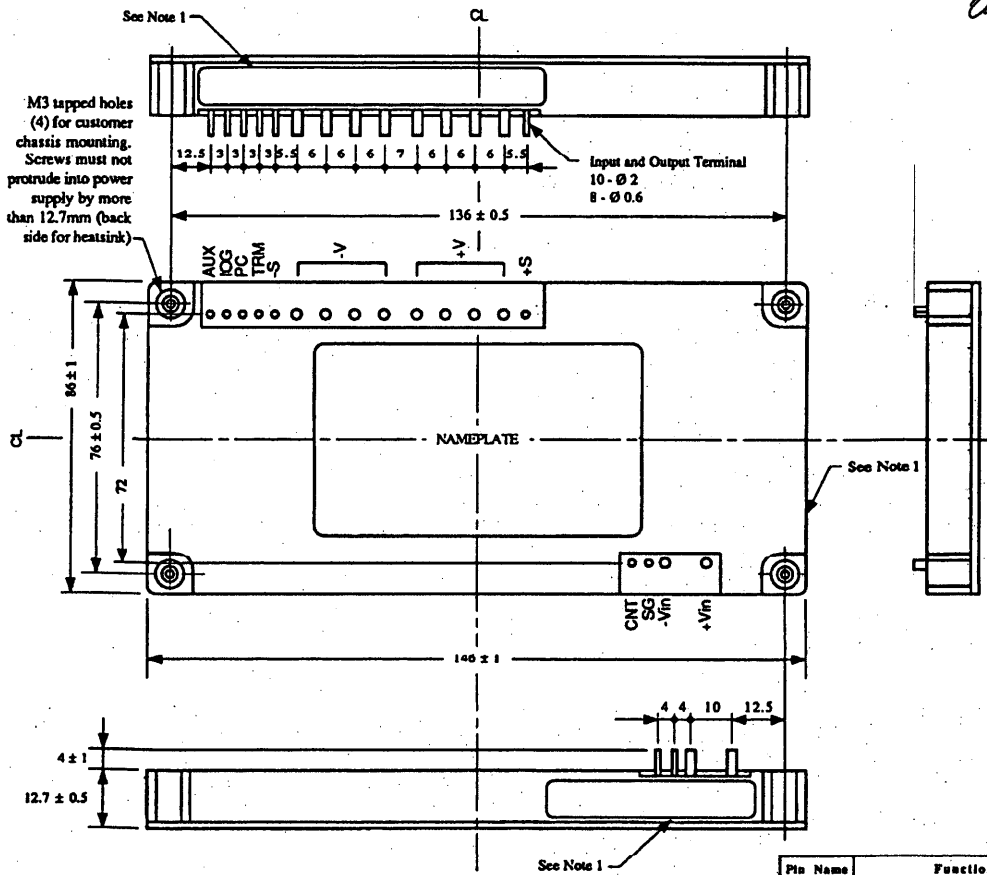 See Note 1
CL
M3 tapped holes
(4) for customer
chassis mounting.
Screws must not
protrude into power
supply by more
than 12.7mm (back
side for heatsink)
12.5 3 3 3 3 5.5 6 6 6 7 6 6 6 5.5
Input and Output Terminal
10 - Ø 2
8 - Ø 0.6
136 ± 0.5
AUX
IOG
PC
TRM
-S
-V
+V
+S
86 ± 1
76 ± 0.5
72
CL
NAMEPLATE
See Note 1
CNT
SG
-Vin
+Vin
146 ± 1
4 4 10 12.5
4 ± 1
12.7 ± 0.5
See Note 1
Pin Name Functio